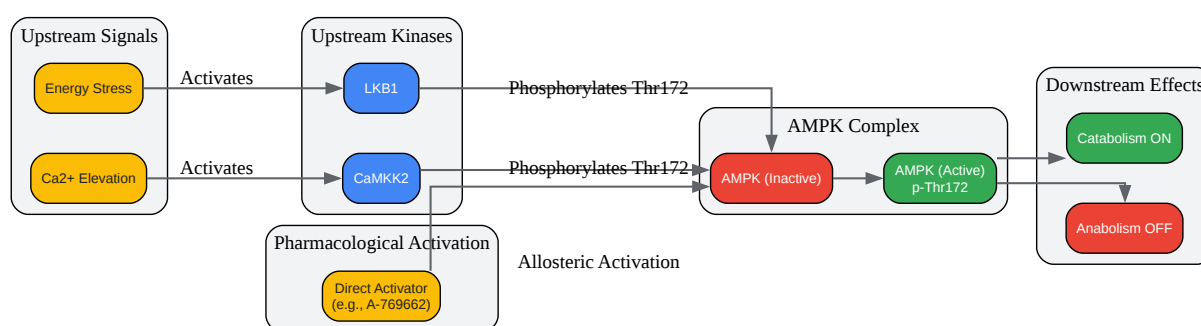 Upstream Signals
Energy Stress
Ca2+ Elevation
Activates
Activates
Upstream Kinases
LKB1
CaMKK2
Pharmacological Activation
Direct Activator
(e.g., A-769662)
Phosphorylates Thr172
Phosphorylates Thr172
Allosteric Activation
AMPK Complex
AMPK (Inactive)
AMPK (Active)
p-Thr172
Downstream Effects
Catabolism ON
Anabolism OFF